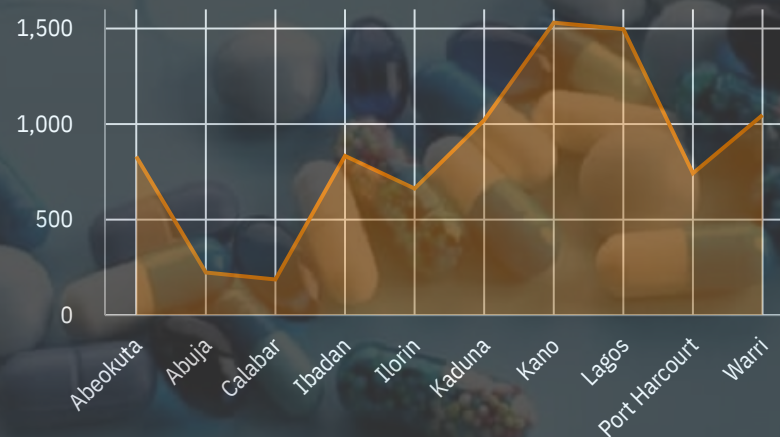 1,500
1,000
500
0
Abeokuta
Abuja
Calabar
Ibadan
Ilorin
Kaduna
Kano
Lagos
Port Harcourt
Warri